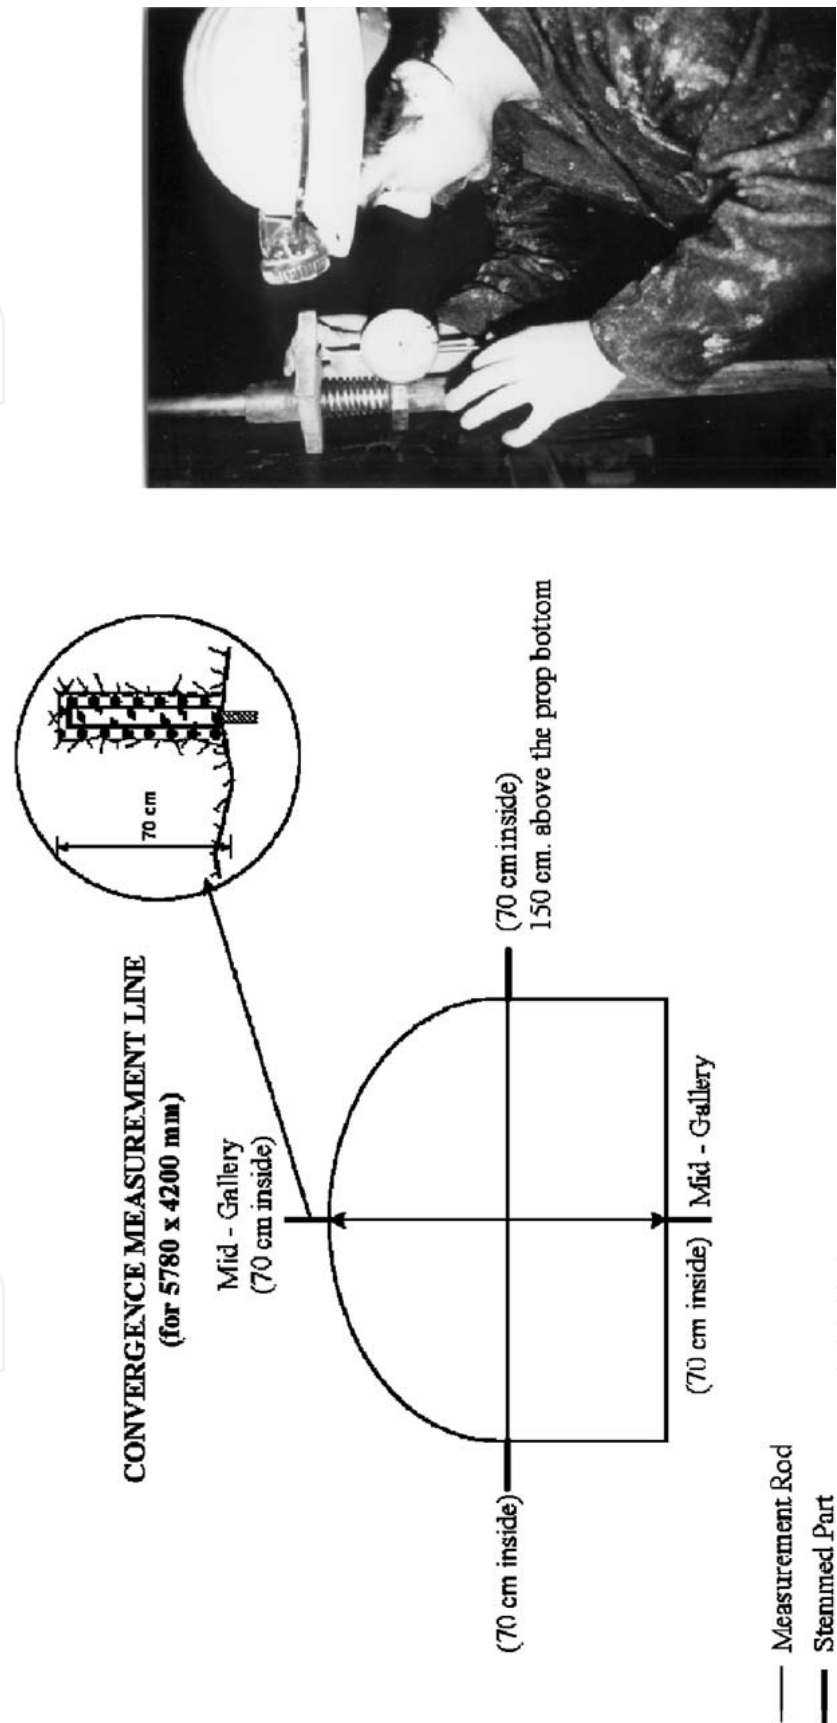 CONVERGENCE MEASUREMENT LINE
(for 5780 x 4200 mm)
70 cm
Mid - Gallery
(70 cm inside)
(70 cm inside)
(70 cm inside)
150 cm. above the prop bottom
(70 cm inside)
Mid - Gallery
Measurement Rod
Stemmed Part